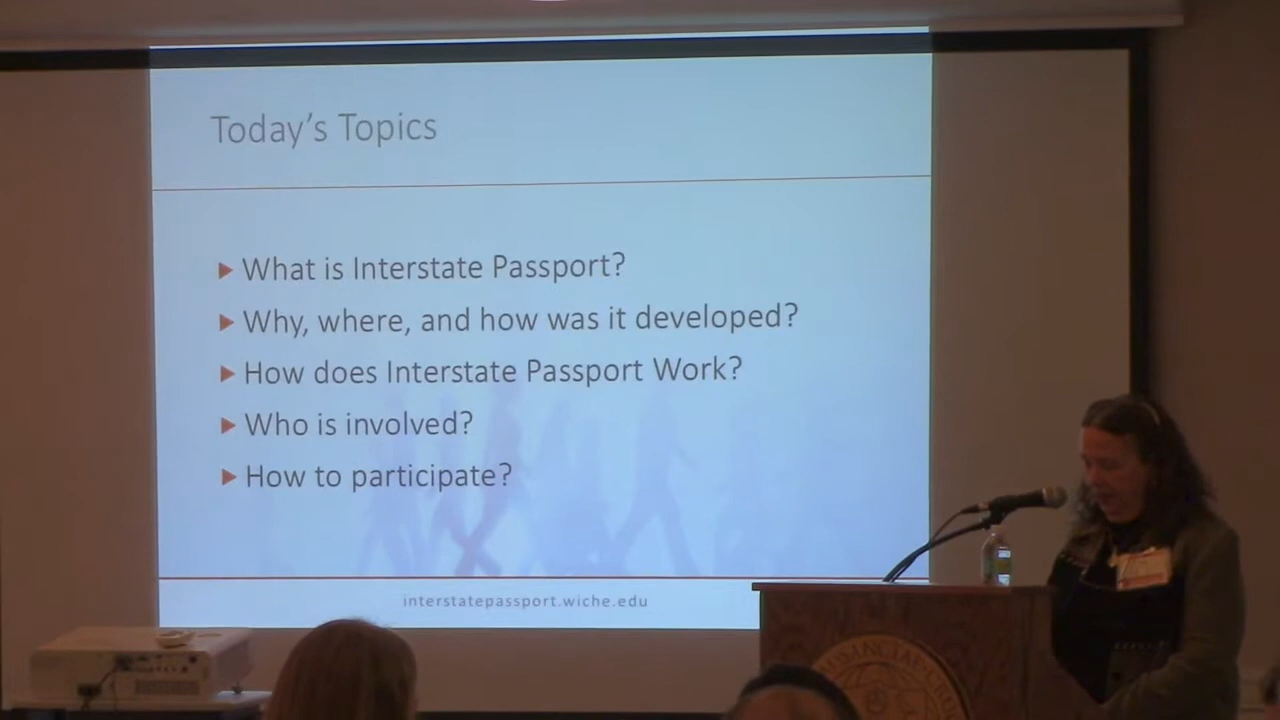 Today's Topics
What is Interstate Passport?
Why, where, and how was it developed?
How does Interstate Passport Work?
Who is involved?
How to participate?
interstatepassport.wiche.edu